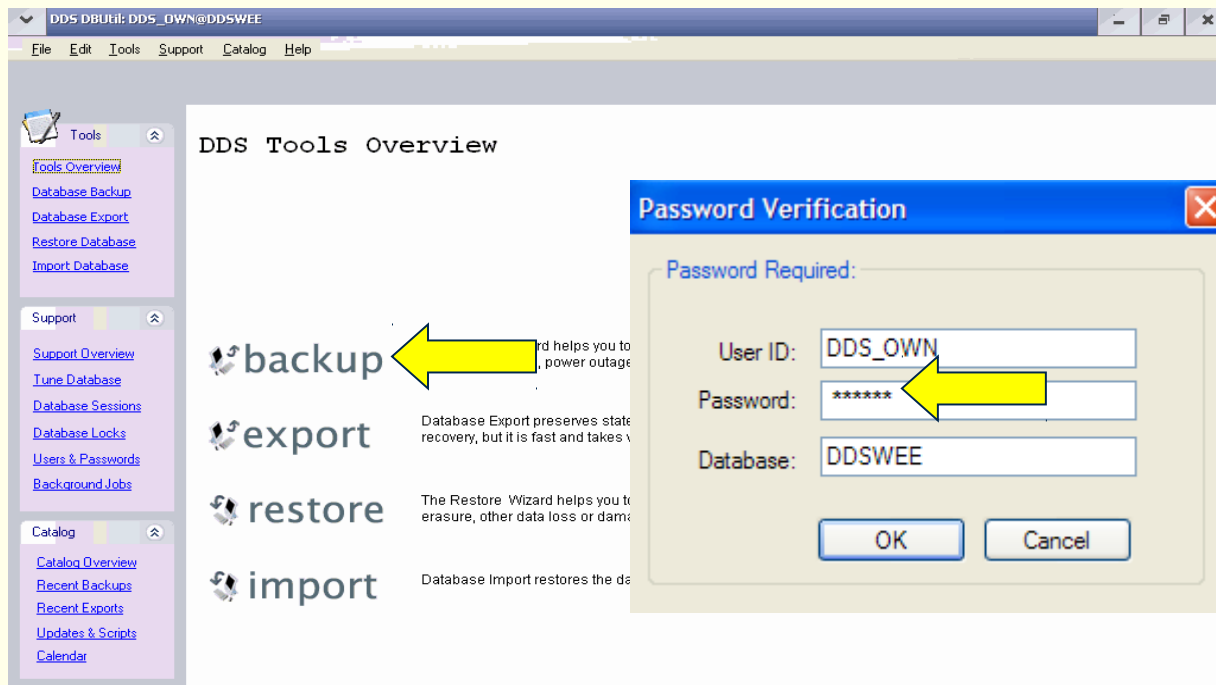 DDS DBUtil: DDS_OWN@DDSWEE
File Edit Tools Support Catalog Help
Tools
Tools Overview
Database Backup
Database Export
Restore Database
Import Database
Support
Support Overview
Tune Database
Database Sessions
Database Locks
Users & Passwords
Background Jobs
Catalog
Catalog Overview
Recent Backups
Recent Exports
Updates & Scripts
Calendar
DDS Tools Overview
backup
helps you to
, power outage
export
Database Export preserves state
recovery, but it is fast and takes
restore
The Restore Wizard helps you to
erasure, other data loss or dama
import
Database Import restores the da
Password Verification
Password Required:
User ID: DDS_OWN
Password: ******
Database: DDSWEE
OK Cancel